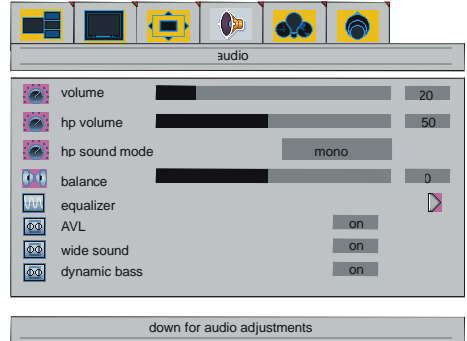 audio
volume 20
hp volume 50
hp sound mode mono
balance 0
equalizer
AVL on
wide sound on
dynamic bass on
down for audio adjustments